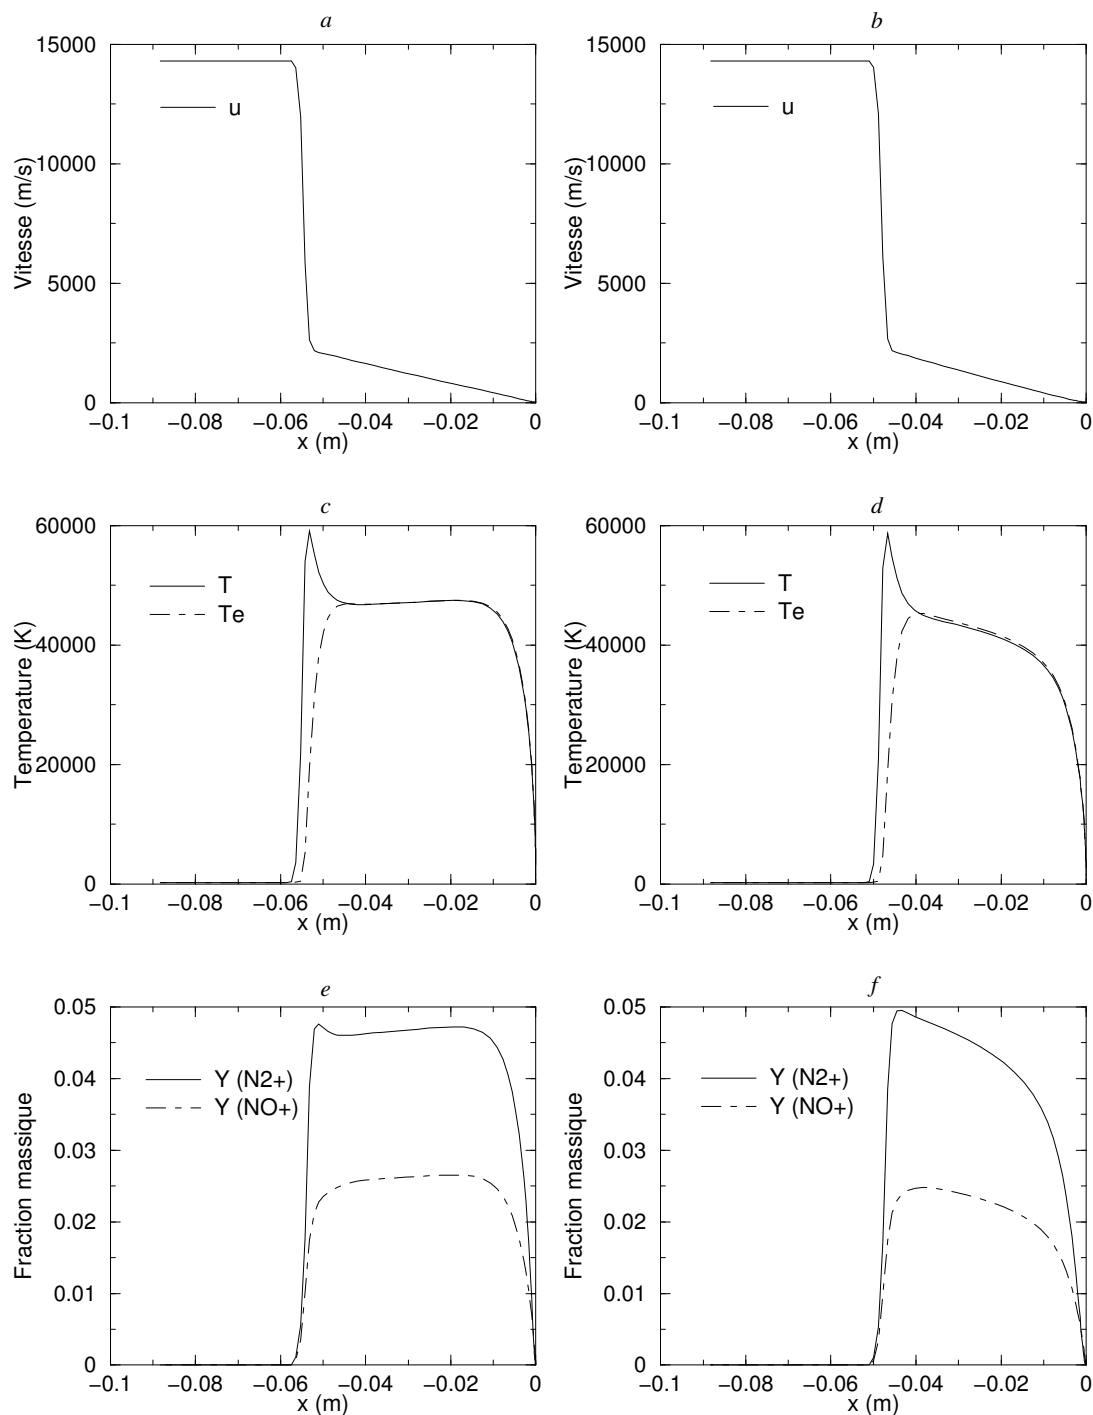 a
15000
10000
5000
0
Vitesse (m/s)
u
−0.1 −0.08 −0.06 −0.04 −0.02 0
x (m)
b
15000
10000
5000
0
Vitesse (m/s)
u
−0.1 −0.08 −0.06 −0.04 −0.02 0
x (m)
c
60000
40000
20000
0
Temperature (K)
T
Te
−0.1 −0.08 −0.06 −0.04 −0.02 0
x (m)
d
60000
40000
20000
0
Temperature (K)
T
Te
−0.1 −0.08 −0.06 −0.04 −0.02 0
x (m)
e
0.05
0.04
0.03
0.02
0.01
0
Fraction massique
Y (N2+)
Y (NO+)
−0.1 −0.08 −0.06 −0.04 −0.02 0
x (m)
f
0.05
0.04
0.03
0.02
0.01
0
Fraction massique
Y (N2+)
Y (NO+)
−0.1 −0.08 −0.06 −0.04 −0.02 0
x (m)